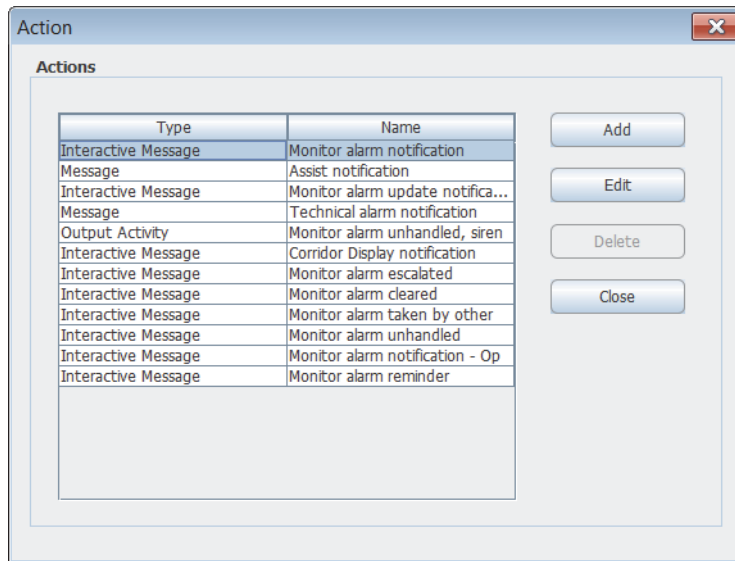 Action
Actions
Type Name
Interactive Message Monitor alarm notification
Message Assist notification
Interactive Message Monitor alarm update notifica...
Message Technical alarm notification
Output Activity Monitor alarm unhandled, siren
Interactive Message Corridor Display notification
Interactive Message Monitor alarm escalated
Interactive Message Monitor alarm cleared
Interactive Message Monitor alarm taken by other
Interactive Message Monitor alarm unhandled
Interactive Message Monitor alarm notification - Op
Interactive Message Monitor alarm reminder
Add
Edit
Delete
Close